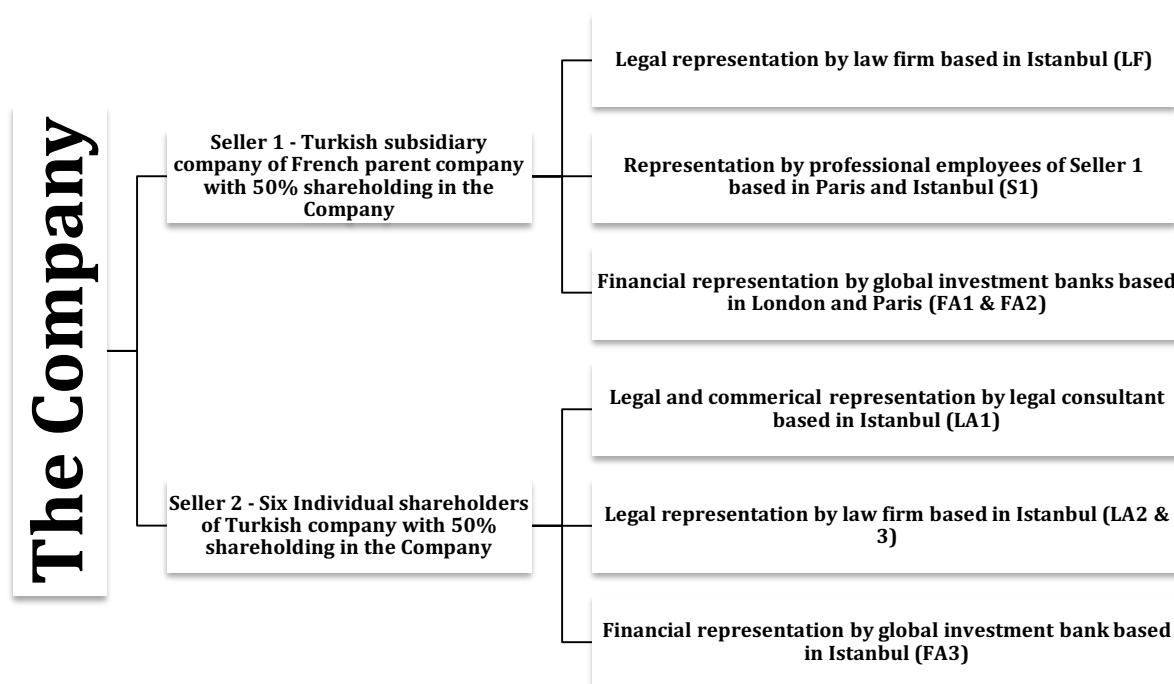 The Company
Seller 1 - Turkish subsidiary
company of French parent company
with 50% shareholding in the
Company
Legal representation by law firm based in Istanbul (LF)
Representation by professional employees of Seller 1
based in Paris and Istanbul (S1)
Financial representation by global investment banks based
in London and Paris (FA1 & FA2)
Seller 2 - Six Individual shareholders
of Turkish company with 50%
shareholding in the Company
Legal and commerical representation by legal consultant
based in Istanbul (LA1)
Legal representation by law firm based in Istanbul (LA2 &
3)
Financial representation by global investment bank based
in Istanbul (FA3)